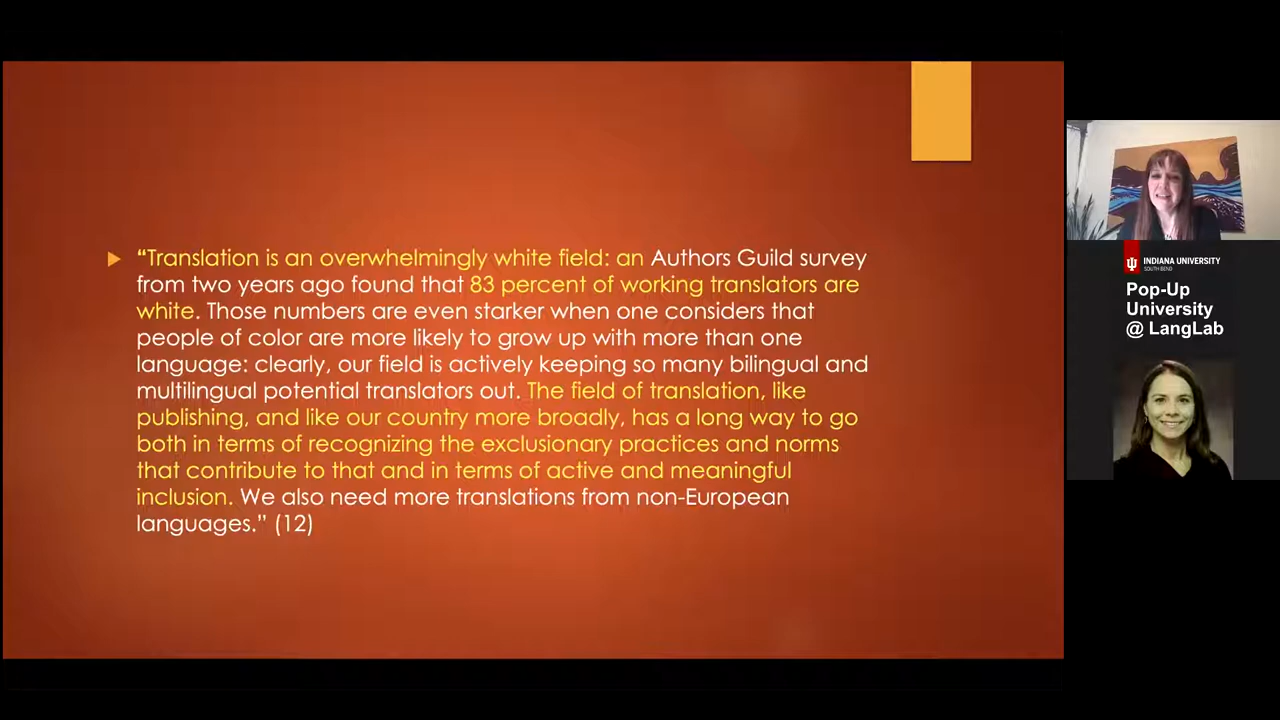 “Translation is an overwhelmingly white field: an Authors Guild survey
from two years ago found that 83 percent of working translators are
white. Those numbers are even starker when one considers that
people of color are more likely to grow up with more than one
language: clearly, our field is actively keeping so many bilingual and
multilingual potential translators out. The field of translation, like
publishing, and like our country more broadly, has a long way to go
both in terms of recognizing the exclusionary practices and norms
that contribute to that and in terms of active and meaningful
inclusion. We also need more translations from non-European
languages.” (12)
INDIANA UNIVERSITY
SOUTH BEND
Pop-Up
University
@ LangLab